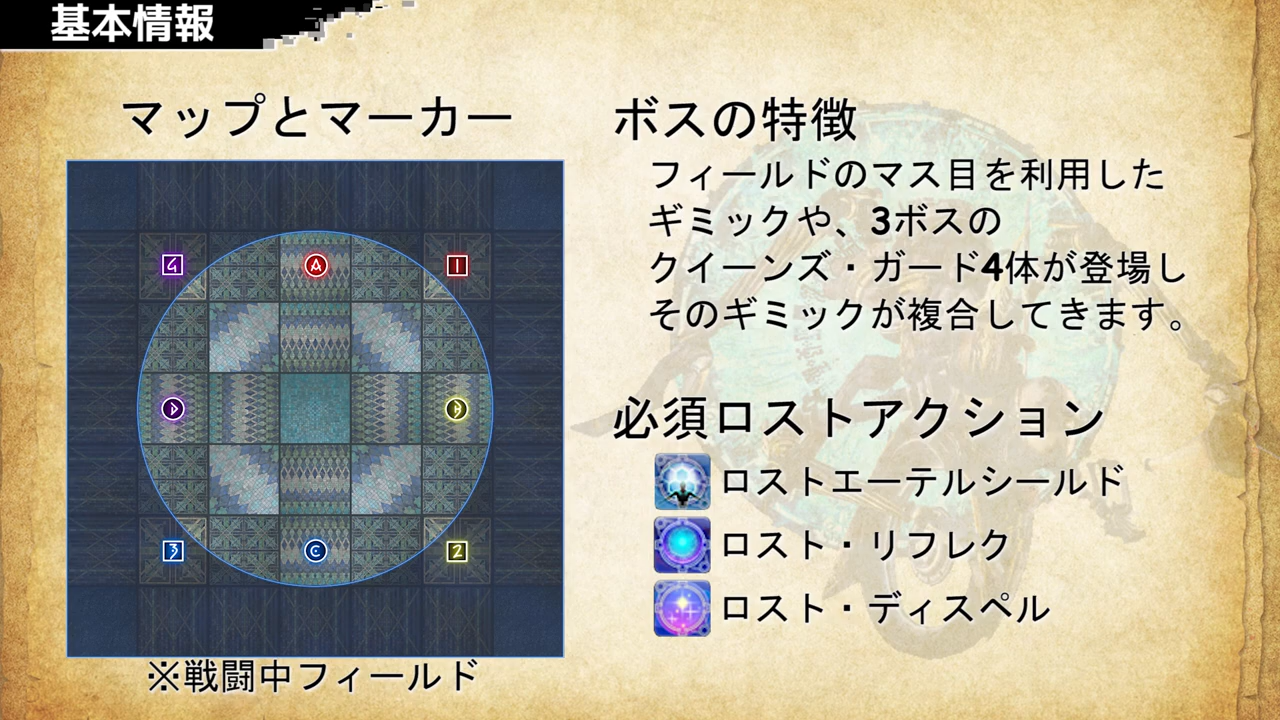 基本情報
マップとマーカー
4 A 1
D B
3 C 2
※戦闘中フィールド
ボスの特徴
フィールドのマス目を利用した
ギミックや、3ボスの
クイーンズ・ガード4体が登場し
そのギミックが複合してきます。
必須ロストアクション
ロストエーテルシールド
ロスト・リフレク
ロスト・ディスペル